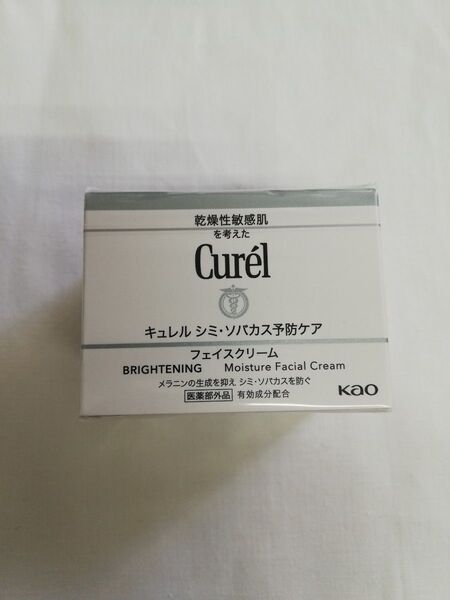 乾燥性敏感肌
を考えた
Curél
キュレル シミ・ソバカス予防ケア
フェイスクリーム
BRIGHTENING Moisture Facial Cream
メラニンの生成を抑え シミ・ソバカスを防ぐ
医薬部外品 有効成分配合
Kao